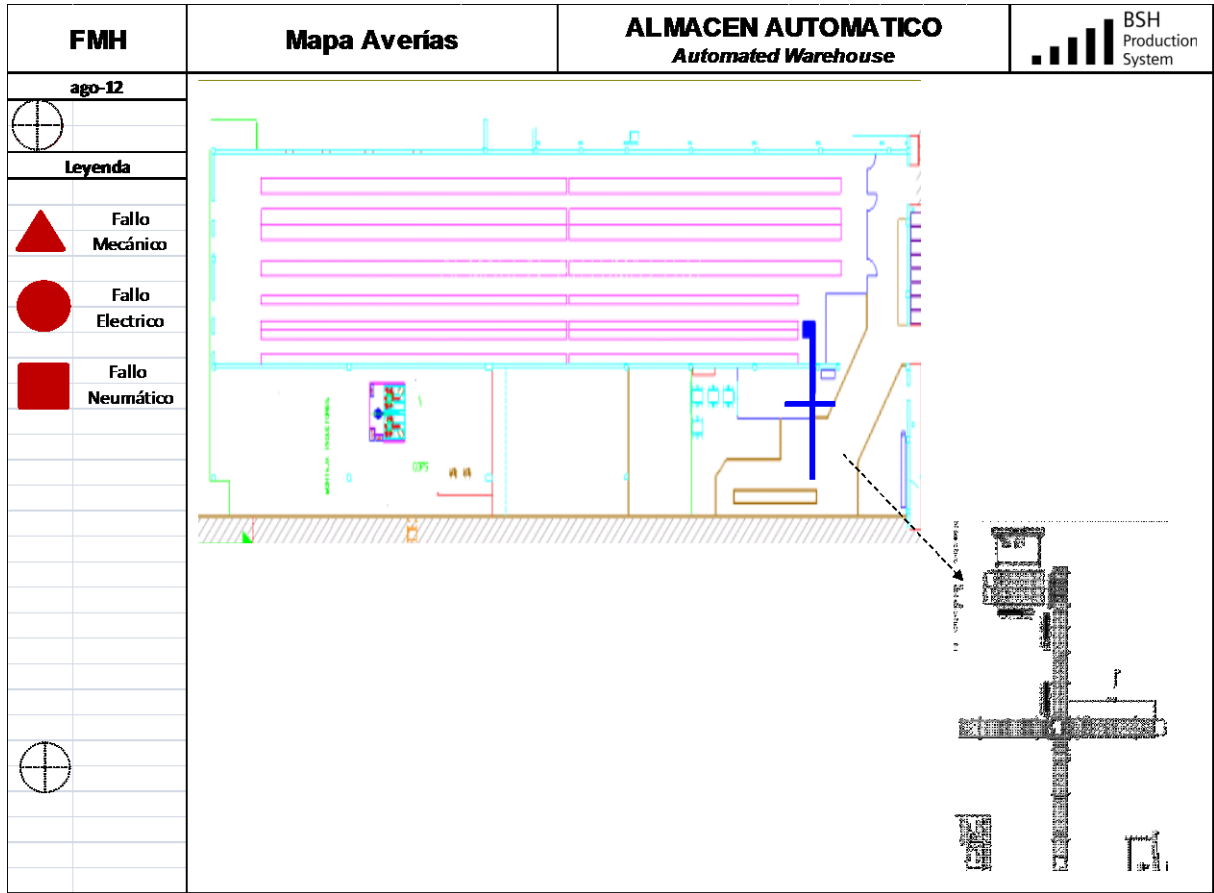 FMH
Mapa Averías
ALMACEN AUTOMATICO
Automated Warehouse
BSH
Production
System
ago-12
Leyenda
Fallo
Mecánico
Fallo
Electrico
Fallo
Neumático